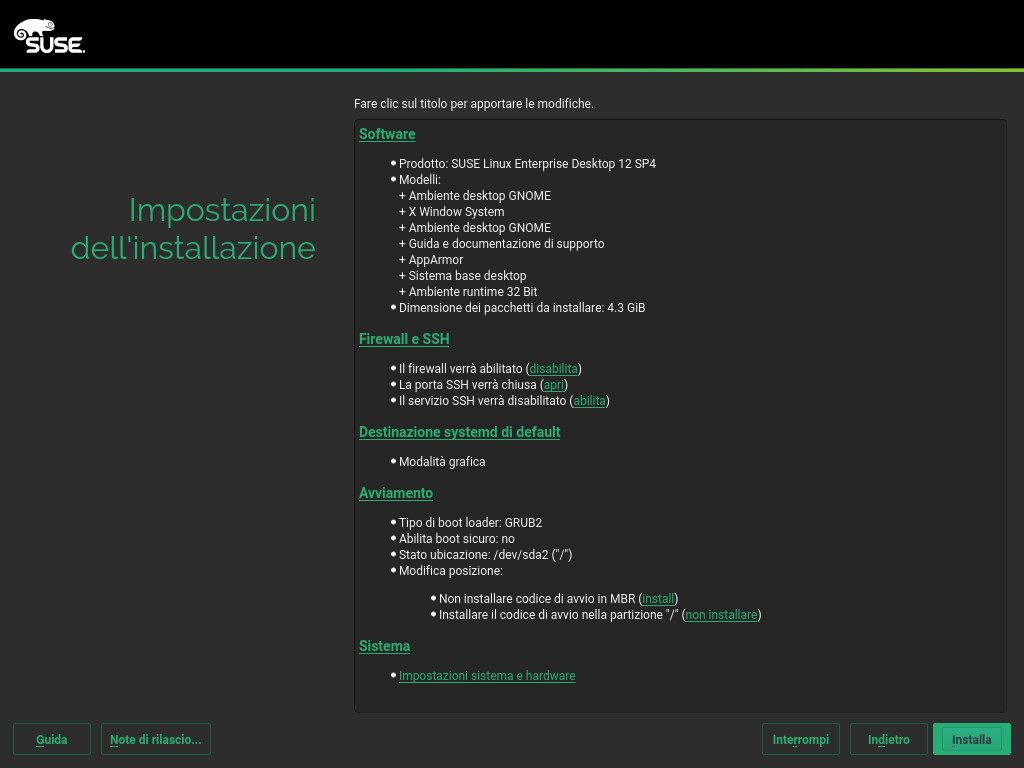 SUSE.
Fare clic sul titolo per apportare le modifiche.
Impostazioni
dell'installazione
Software
Prodotto: SUSE Linux Enterprise Desktop 12 SP4
Modelli:
+ Ambiente desktop GNOME
+ X Window System
+ Ambiente desktop GNOME
+ Guida e documentazione di supporto
+ AppArmor
+ Sistema base desktop
+ Ambiente runtime 32 Bit
Dimensione dei pacchetti da installare: 4.3 GiB
Firewall e SSH
Il firewall verrà abilitato (disabilita)
La porta SSH verrà chiusa (apri)
Il servizio SSH verrà disabilitato (abilita)
Destinazione systemd di default
Modalità grafica
Avviamento
Tipo di boot loader: GRUB2
Abilita boot sicuro: no
Stato ubicazione: /dev/sda2 ("/")
Modifica posizione:
Non installare codice di avvio in MBR (install)
Installare il codice di avvio nella partizione "/" (non installare)
Sistema
Impostazioni sistema e hardware
Guida Note di rilascio... Interrompi Indietro Installa